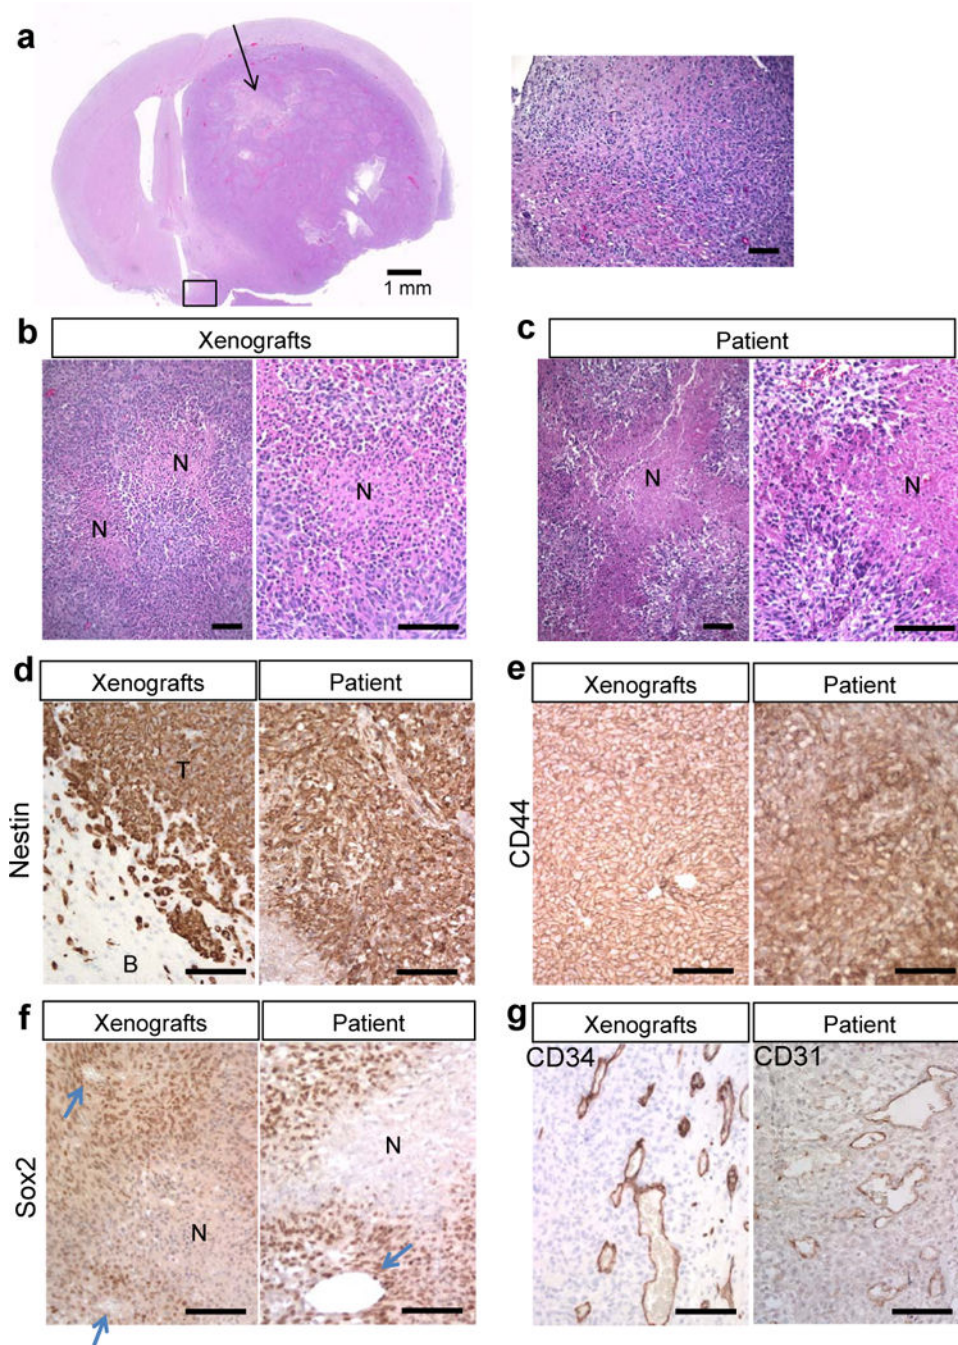 a
1 mm
b
Xenografts
N
N
N
c
Patient
N
N
d
Xenografts
Patient
Nestin
T
B
e
Xenografts
Patient
CD44
f
Xenografts
Patient
Sox2
N
N
g
Xenografts
Patient
CD34
CD31